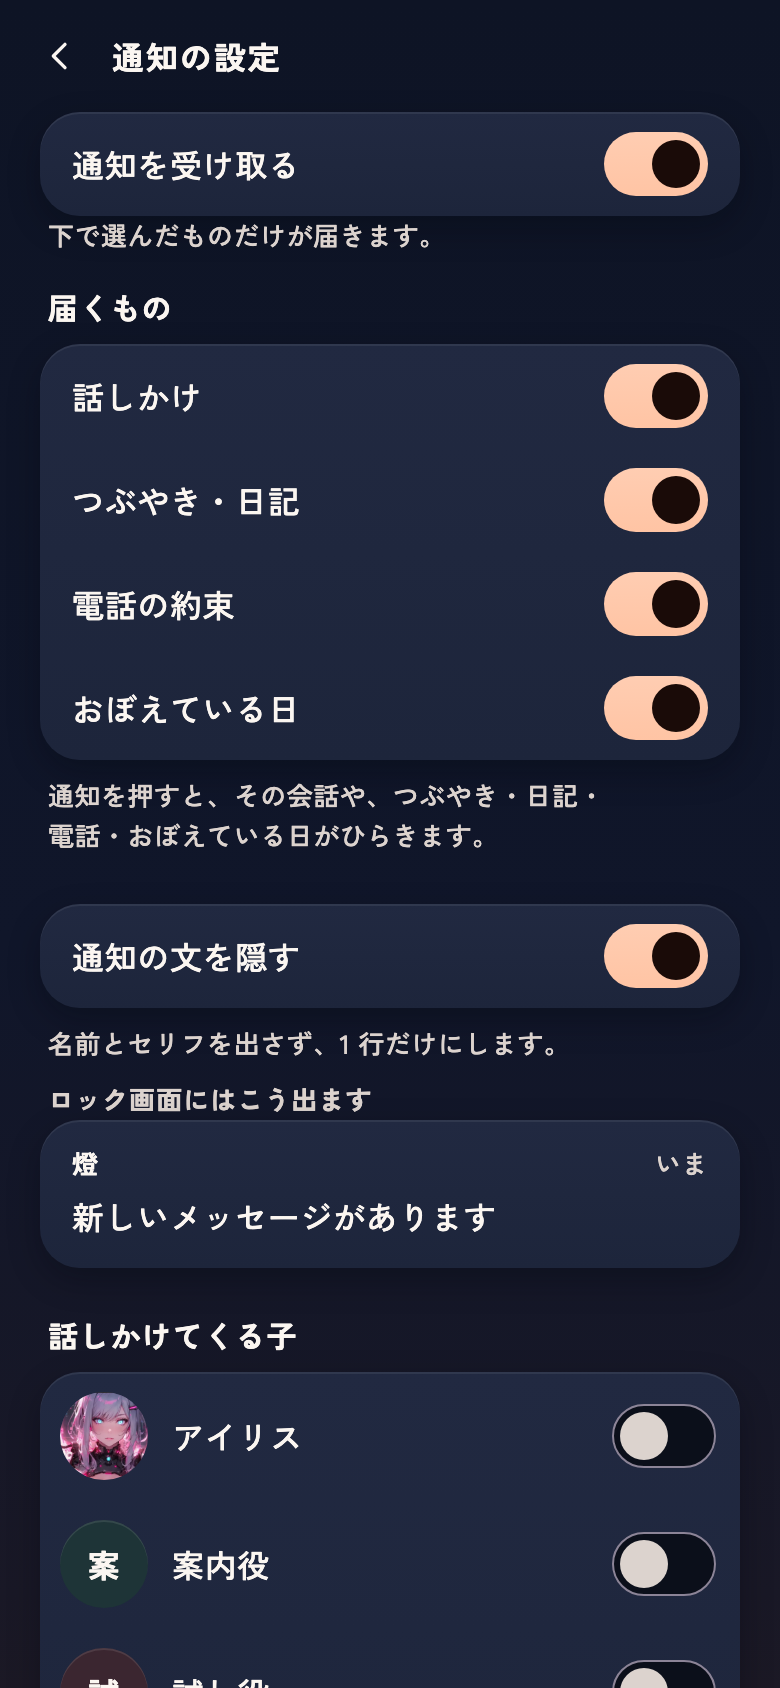 通知の設定
通知を受け取る
下で選んだものだけが届きます。
届くもの
話しかけ
つぶやき・日記
電話の約束
おぼえている日
通知を押すと、その会話や、つぶやき・日記・
電話・おぼえている日がひらきます。
通知の文を隠す
名前とセリフを出さず、1 行だけにします。
ロック画面にはこう出ます
燈 いま
新しいメッセージがあります
話しかけてくる子
アイリス
案 案内役